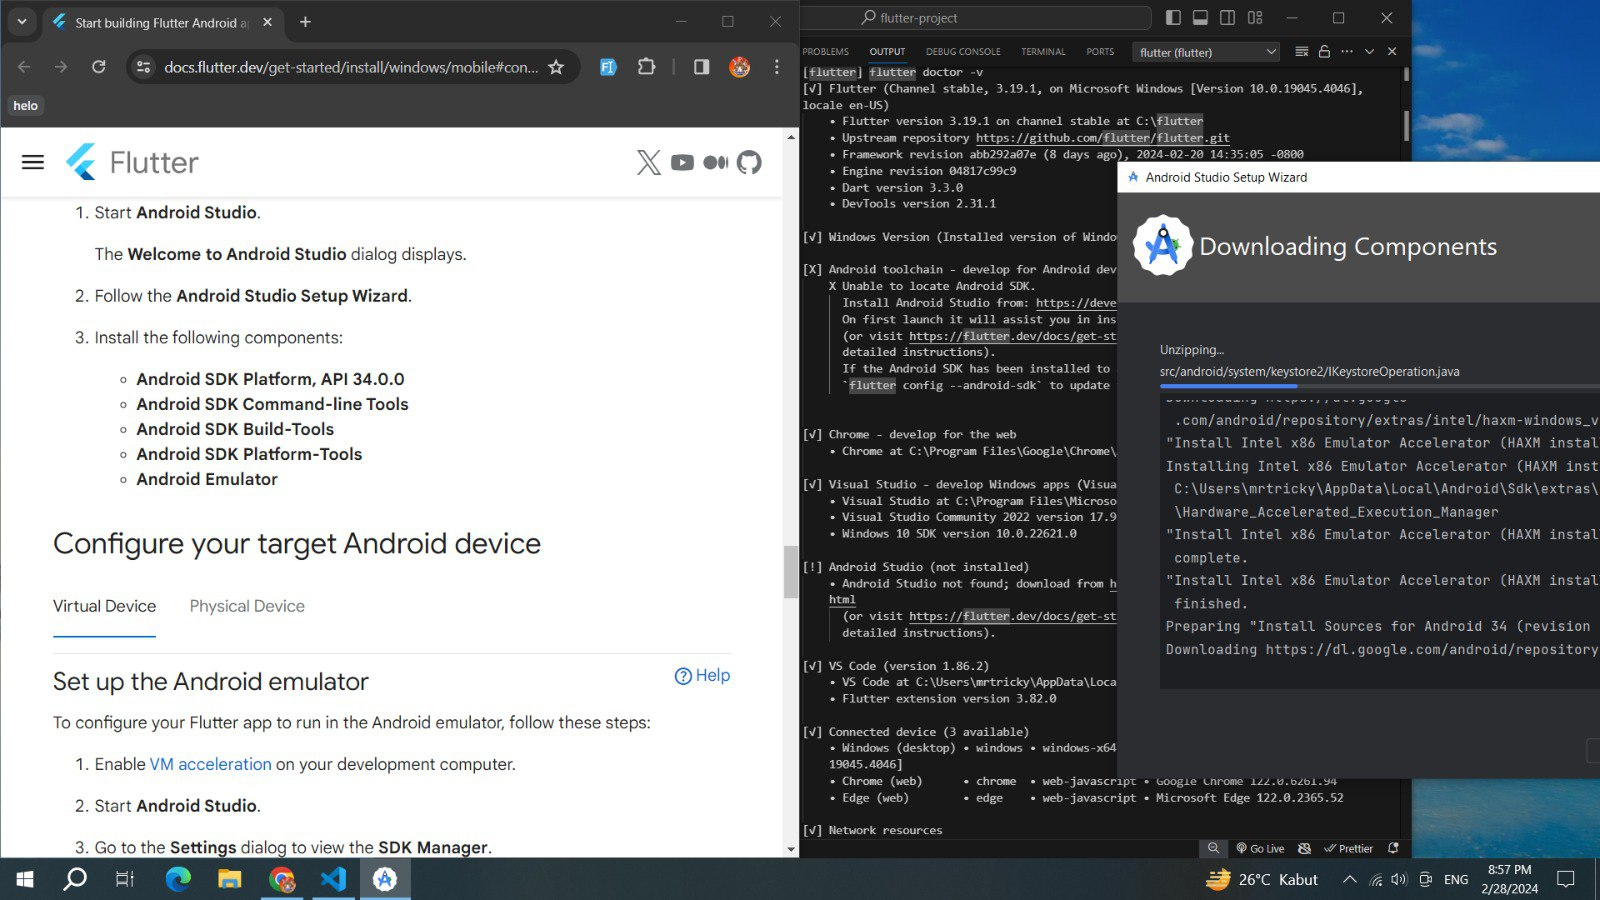 Start building Flutter Android a
docs.flutter.dev/get-started/install/windows/mobile#con...
helo
Flutter
1. Start Android Studio.
The Welcome to Android Studio dialog displays.
2. Follow the Android Studio Setup Wizard.
3. Install the following components:
Android SDK Platform, API 34.0.0
Android SDK Command-line Tools
Android SDK Build-Tools
Android SDK Platform-Tools
Android Emulator
Configure your target Android device
Virtual Device Physical Device
Set up the Android emulator
Help
To configure your Flutter app to run in the Android emulator, follow these steps:
1. Enable VM acceleration on your development computer.
2. Start Android Studio.
3. Go to the Settings dialog to view the SDK Manager.
flutter-project
PROBLEMS OUTPUT DEBUG CONSOLE TERMINAL PORTS flutter (flutter)
[flutter] flutter doctor -v
[√] Flutter (Channel stable, 3.19.1, on Microsoft Windows [Version 10.0.19045.4046],
locale en-US)
• Flutter version 3.19.1 on channel stable at C:\flutter
• Upstream repository https://github.com/flutter/flutter.git
• Framework revision abb292a07e (8 days ago), 2024-02-20 14:35:05 -0800
• Engine revision 04817c99c9
• Dart version 3.3.0
• DevTools version 2.31.1
[√] Windows Version (Installed version of Windo
[X] Android toolchain - develop for Android dev
X Unable to locate Android SDK.
Install Android Studio from: https://deve
On first launch it will assist you in ins
(or visit https://flutter.dev/docs/get-st
detailed instructions).
If the Android SDK has been installed to
`flutter config --android-sdk` to update
[√] Chrome - develop for the web
• Chrome at C:\Program Files\Google\Chrome\
[√] Visual Studio - develop Windows apps (Visua
• Visual Studio at C:\Program Files\Microso
• Visual Studio Community 2022 version 17.9
• Windows 10 SDK version 10.0.22621.0
[!] Android Studio (not installed)
• Android Studio not found; download from h
html
(or visit https://flutter.dev/docs/get-st
detailed instructions).
[√] VS Code (version 1.86.2)
• VS Code at C:\Users\mrtricky\AppData\Loca
• Flutter extension version 3.82.0
[√] Connected device (3 available)
• Windows (desktop) • windows • windows-x64
19045.4046]
• Chrome (web) • chrome • web-javascript • Google Chrome 122.0.6261.94
• Edge (web) • edge • web-javascript • Microsoft Edge 122.0.2365.52
[√] Network resources
Go Live Prettier
Android Studio Setup Wizard
Downloading Components
Unzipping...
src/android/system/keystore2/IKeystoreOperation.java
Downloading https://dl.google
.com/android/repository/extras/intel/haxm-windows_v
"Install Intel x86 Emulator Accelerator (HAXM instal
Installing Intel x86 Emulator Accelerator (HAXM inst
C:\Users\mrtricky\AppData\Local\Android\Sdk\extras\
\Hardware_Accelerated_Execution_Manager
"Install Intel x86 Emulator Accelerator (HAXM instal
complete.
"Install Intel x86 Emulator Accelerator (HAXM instal
finished.
Preparing "Install Sources for Android 34 (revision
Downloading https://dl.google.com/android/repository
26°C Kabut
ENG
8:57 PM
2/28/2024